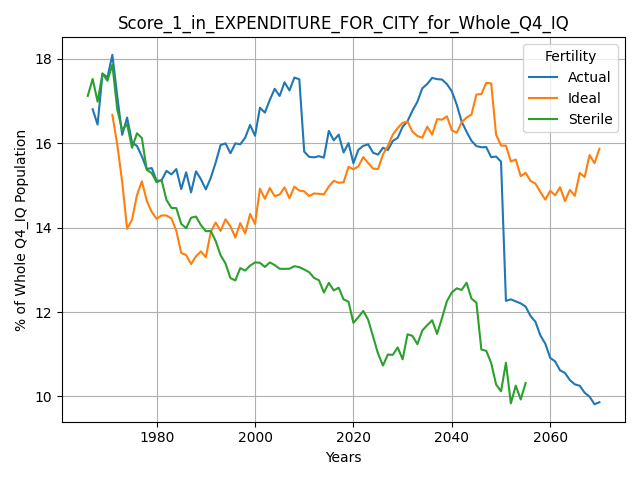 Score_1_in_EXPENDITURE_FOR_CITY_for_Whole_Q4_IQ
% of Whole Q4_IQ Population
18
16
14
12
10
Fertility
Actual
Ideal
Sterile
1980
2000
2020
2040
2060
Years